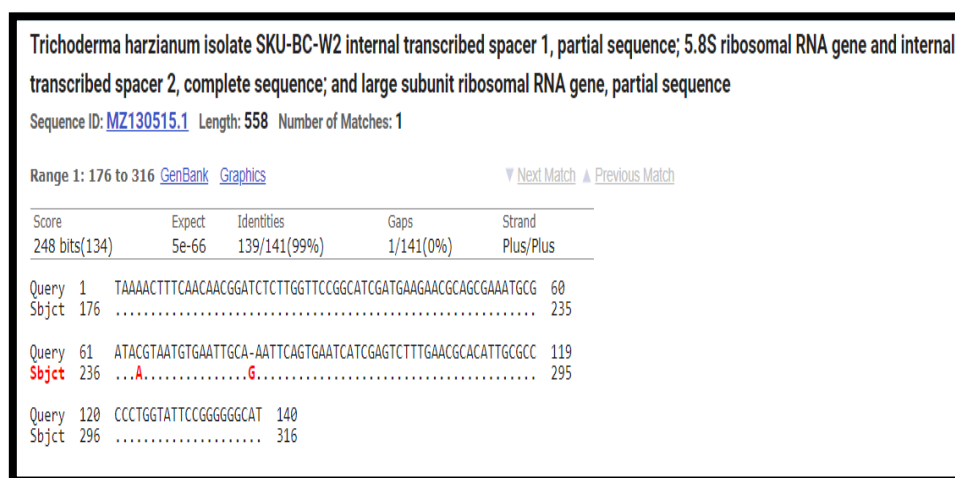 Trichoderma harzianum isolate SKU-BC-W2 internal transcribed spacer 1, partial sequence; 5.8S ribosomal RNA gene and internal
transcribed spacer 2, complete sequence; and large subunit ribosomal RNA gene, partial sequence
Sequence ID: MZ130515.1 Length: 558 Number of Matches: 1
Range 1: 176 to 316 GenBank Graphics ▼ Next Match ▲ Previous Match
Score Expect Identities Gaps Strand
248 bits(134) 5e-66 139/141(99%) 1/141(0%) Plus/Plus
Query 1 TAAAACTTTCAACAACGGATCTCTTGGTTCCGGCATCGATGAAGAACGCAGCGAAATGCG 60
Sbjct 176 ............................................................ 235
Query 61 ATACGTAATGTGAATTGCA-AATTCAGTGAATCATCGAGTCTTTGAACGCACATTGCGCC 119
Sbjct 236 ...A...............G........................................ 295
Query 120 CCCTGGTATTCCGGGGGGCAT 140
Sbjct 296 ..................... 316